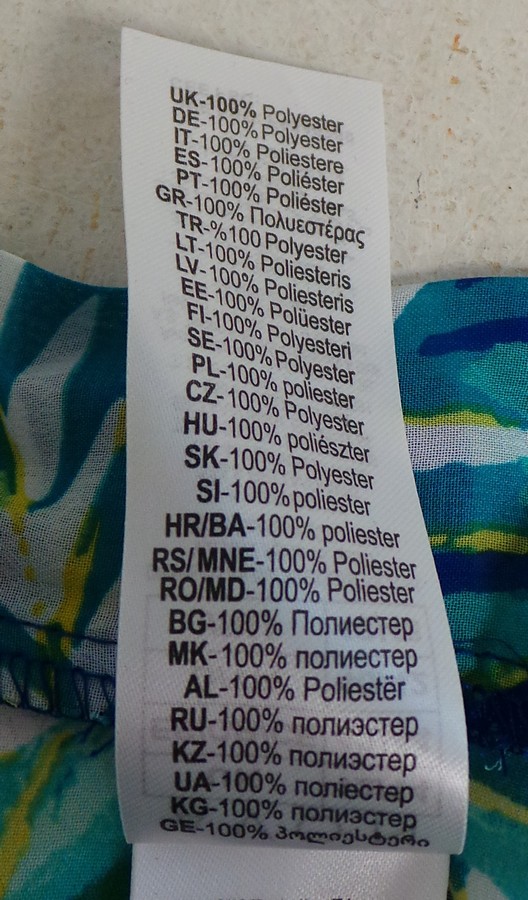 UK-100% Polyester
DE-100% Polyester
IT-100% Poliestere
ES-100% Poliéster
PT-100% Poliéster
GR-100% Πολυεστέρας
TR-%100 Polyester
LT-100% Poliesteris
LV-100% Poliesteris
EE-100% Polüester
FI-100% Polyesteri
SE-100% Polyester
PL-100% poliester
CZ-100% Polyester
HU-100% poliészter
SK-100% Polyester
SI-100% poliester
HR/BA-100% poliester
RS/MNE-100% Poliester
RO/MD-100% Poliester
BG-100% Полиестер
MK-100% полиестер
AL-100% Poliestër
RU-100% полиэстер
KZ-100% полиэстер
UA-100% поліестер
KG-100% полиэстер
GE-100% პოლიესტერი